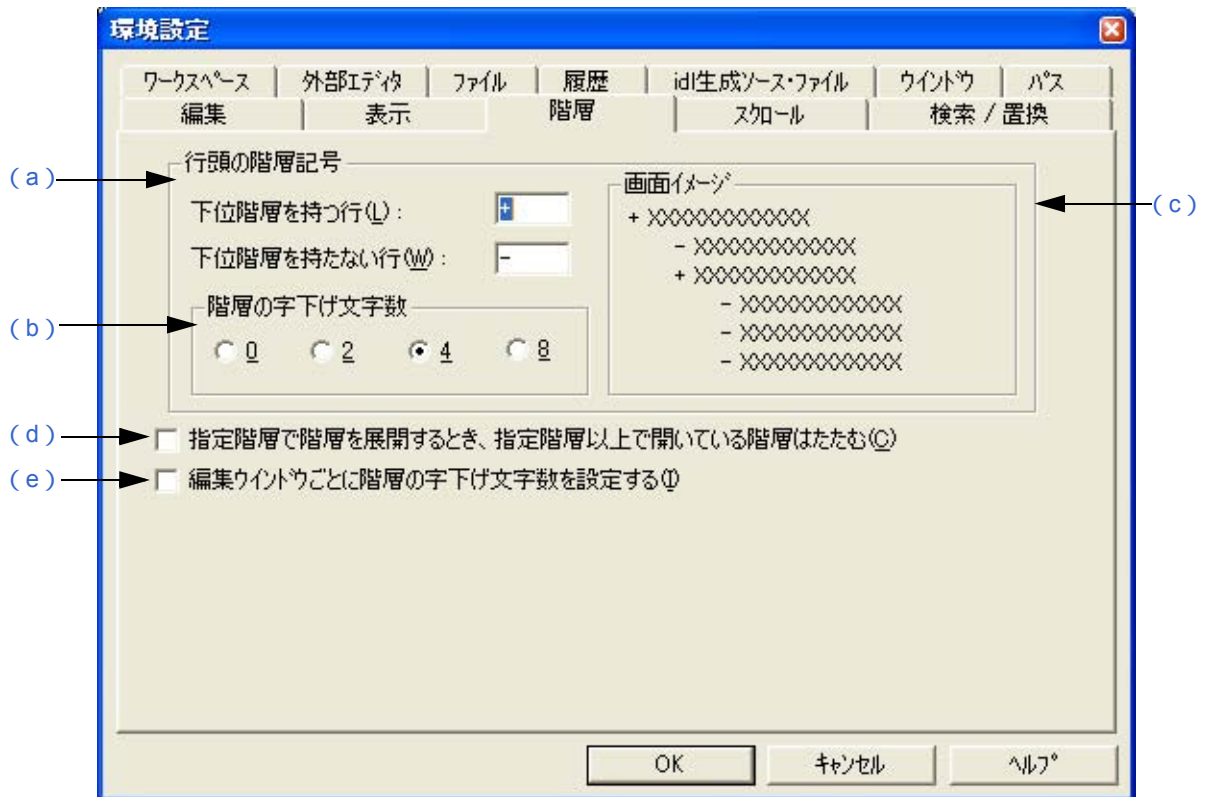 環境設定
ワークスペース 外部エディタ ファイル 履歴 idl生成ソース・ファイル ウインドウ パス
編集 表示 階層 スクロール 検索 / 置換
(a) 行頭の階層記号
下位階層を持つ行(L) : +
下位階層を持たない行(W) : -
(b) 階層の字下げ文字数
0 2 4 8
(c) 画面イメージ
+ XXXXXXXXXXXXX
- XXXXXXXXXXXXX
+ XXXXXXXXXXXXX
- XXXXXXXXXXXXX
- XXXXXXXXXXXXX
- XXXXXXXXXXXXX
(d) 指定階層で階層を展開するとき、指定階層以上で開いている階層はたたむ(C)
(e) 編集ウインドウごとに階層の字下げ文字数を設定する(I)
OK キャンセル ヘルプ